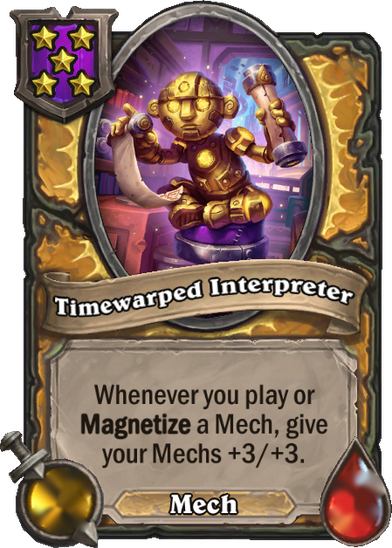 Timewarped Interpreter
Whenever you play or
Magnetize a Mech, give
your Mechs +3/+3.
Mech